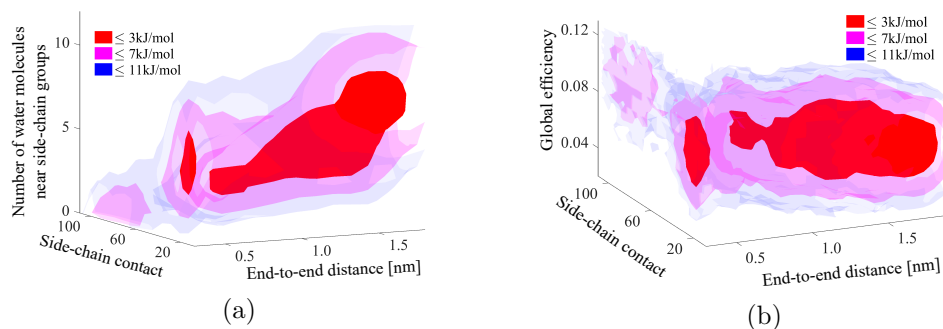 ≤ 3kJ/mol
≤ 7kJ/mol
≤ 11kJ/mol
Number of water molecules
near side-chain groups
10
5
0
100
60
20
Side-chain contact
0.5
1.0
1.5
End-to-end distance [nm]
(a)
≤ 3kJ/mol
≤ 7kJ/mol
≤ 11kJ/mol
Global efficiency
0.12
0.08
0.04
100
60
20
Side-chain contact
0.5
1.0
1.5
End-to-end distance [nm]
(b)